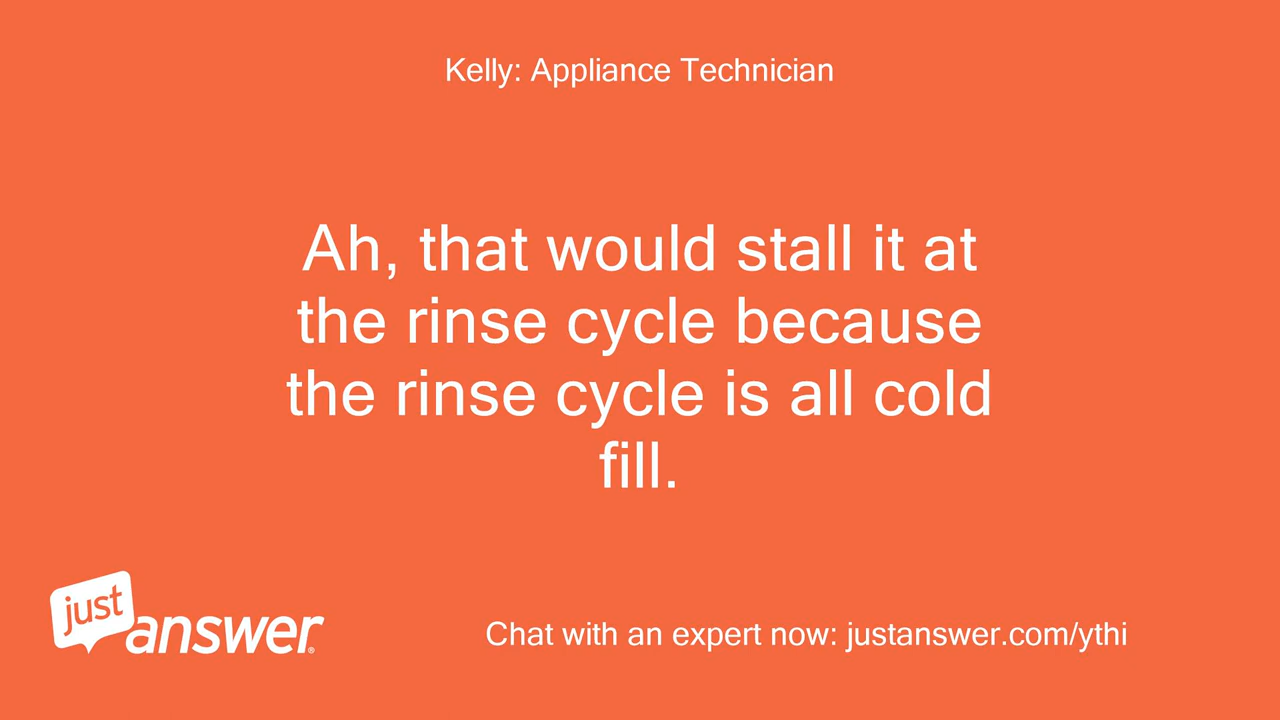 Kelly: Appliance Technician
Ah, that would stall it at
the rinse cycle because
the rinse cycle is all cold
fill.
just
answer®
Chat with an expert now: justanswer.com/ythi